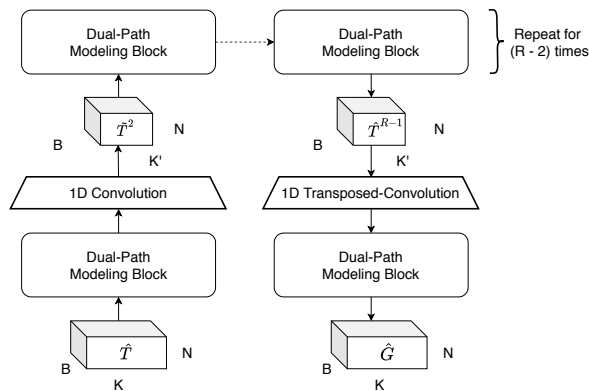 Dual-Path
Modeling Block
Dual-Path
Modeling Block
Repeat for
(R - 2) times
T̃²
B
N
K'
T̂ᴿ⁻¹
B
N
K'
1D Convolution
1D Transposed-Convolution
Dual-Path
Modeling Block
Dual-Path
Modeling Block
T̂
B
N
K
Ĝ
B
N
K